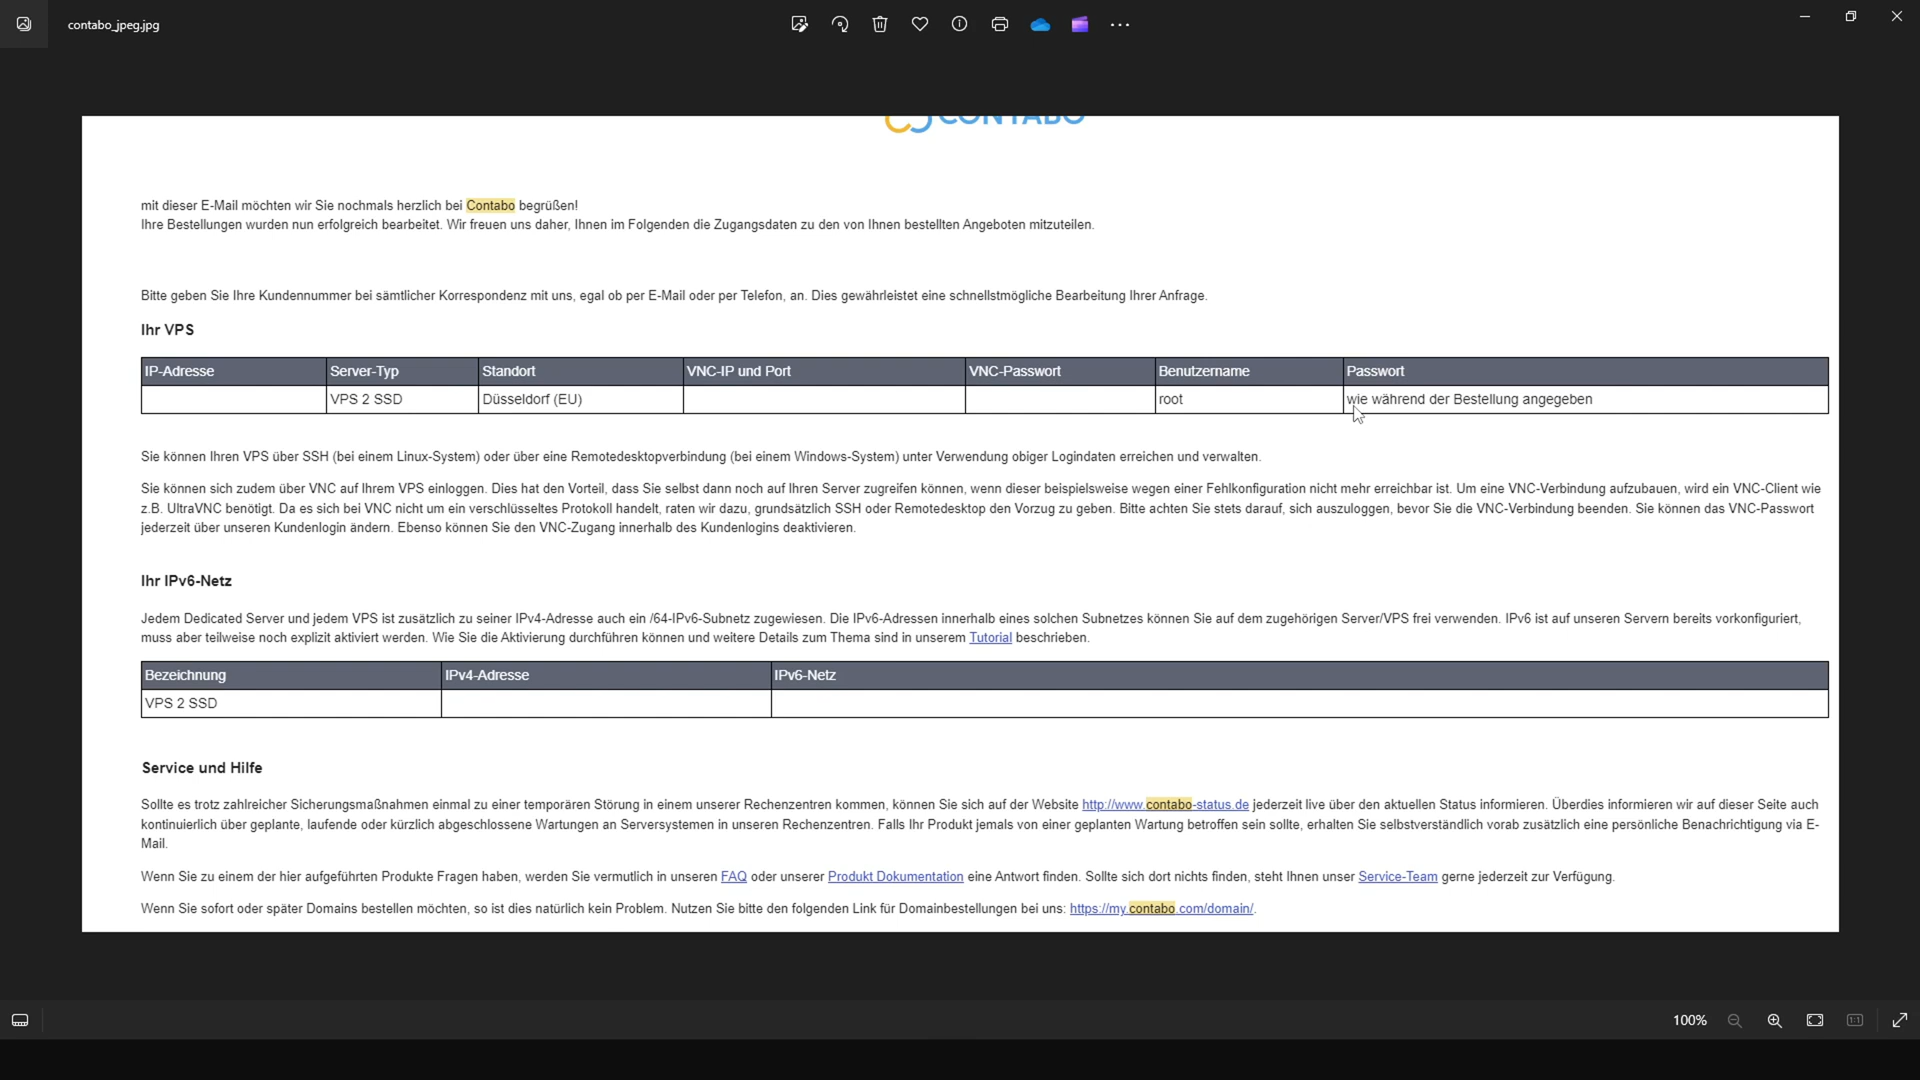 contabo_jpeg.jpg
CONTABO
mit dieser E-Mail möchten wir Sie nochmals herzlich bei Contabo begrüßen!
Ihre Bestellungen wurden nun erfolgreich bearbeitet. Wir freuen uns daher, Ihnen im Folgenden die Zugangsdaten zu den von Ihnen bestellten Angeboten mitzuteilen.
Bitte geben Sie Ihre Kundennummer bei sämtlicher Korrespondenz mit uns, egal ob per E-Mail oder per Telefon, an. Dies gewährleistet eine schnellstmögliche Bearbeitung Ihrer Anfrage.
Ihr VPS
IP-Adresse Server-Typ Standort VNC-IP und Port VNC-Passwort Benutzername Passwort
VPS 2 SSD Düsseldorf (EU) root wie während der Bestellung angegeben
Sie können Ihren VPS über SSH (bei einem Linux-System) oder über eine Remotedesktopverbindung (bei einem Windows-System) unter Verwendung obiger Logindaten erreichen und verwalten.
Sie können sich zudem über VNC auf Ihrem VPS einloggen. Dies hat den Vorteil, dass Sie selbst dann noch auf Ihren Server zugreifen können, wenn dieser beispielsweise wegen einer Fehlkonfiguration nicht mehr erreichbar ist. Um eine VNC-Verbindung aufzubauen, wird ein VNC-Client wie
z.B. UltraVNC benötigt. Da es sich bei VNC nicht um ein verschlüsseltes Protokoll handelt, raten wir dazu, grundsätzlich SSH oder Remotedesktop den Vorzug zu geben. Bitte achten Sie stets darauf, sich auszuloggen, bevor Sie die VNC-Verbindung beenden. Sie können das VNC-Passwort
jederzeit über unseren Kundenlogin ändern. Ebenso können Sie den VNC-Zugang innerhalb des Kundenlogins deaktivieren.
Ihr IPv6-Netz
Jedem Dedicated Server und jedem VPS ist zusätzlich zu seiner IPv4-Adresse auch ein /64-IPv6-Subnetz zugewiesen. Die IPv6-Adressen innerhalb eines solchen Subnetzes können Sie auf dem zugehörigen Server/VPS frei verwenden. IPv6 ist auf unseren Servern bereits vorkonfiguriert,
muss aber teilweise noch explizit aktiviert werden. Wie Sie die Aktivierung durchführen können und weitere Details zum Thema sind in unserem Tutorial beschrieben.
Bezeichnung IPv4-Adresse IPv6-Netz
VPS 2 SSD
Service und Hilfe
Sollte es trotz zahlreicher Sicherungsmaßnahmen einmal zu einer temporären Störung in einem unserer Rechenzentren kommen, können Sie sich auf der Website http://www.contabo-status.de jederzeit live über den aktuellen Status informieren. Überdies informieren wir auf dieser Seite auch
kontinuierlich über geplante, laufende oder kürzlich abgeschlossene Wartungen an Serversystemen in unseren Rechenzentren. Falls Ihr Produkt jemals von einer geplanten Wartung betroffen sein sollte, erhalten Sie selbstverständlich vorab zusätzlich eine persönliche Benachrichtigung via E-
Mail.
Wenn Sie zu einem der hier aufgeführten Produkte Fragen haben, werden Sie vermutlich in unseren FAQ oder unserer Produkt Dokumentation eine Antwort finden. Sollte sich dort nichts finden, steht Ihnen unser Service-Team gerne jederzeit zur Verfügung.
Wenn Sie sofort oder später Domains bestellen möchten, so ist dies natürlich kein Problem. Nutzen Sie bitte den folgenden Link für Domainbestellungen bei uns: https://my.contabo.com/domain/.
100%
1:1